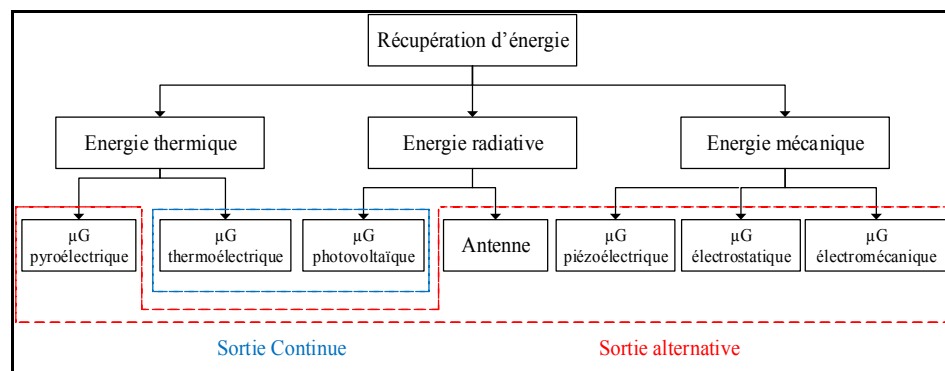 Récupération d’énergie
Energie thermique
Energie radiative
Energie mécanique
µG
pyroélectrique
µG
thermoélectrique
µG
photovoltaïque
Antenne
µG
piézoélectrique
µG
électrostatique
µG
électromécanique
Sortie Continue
Sortie alternative